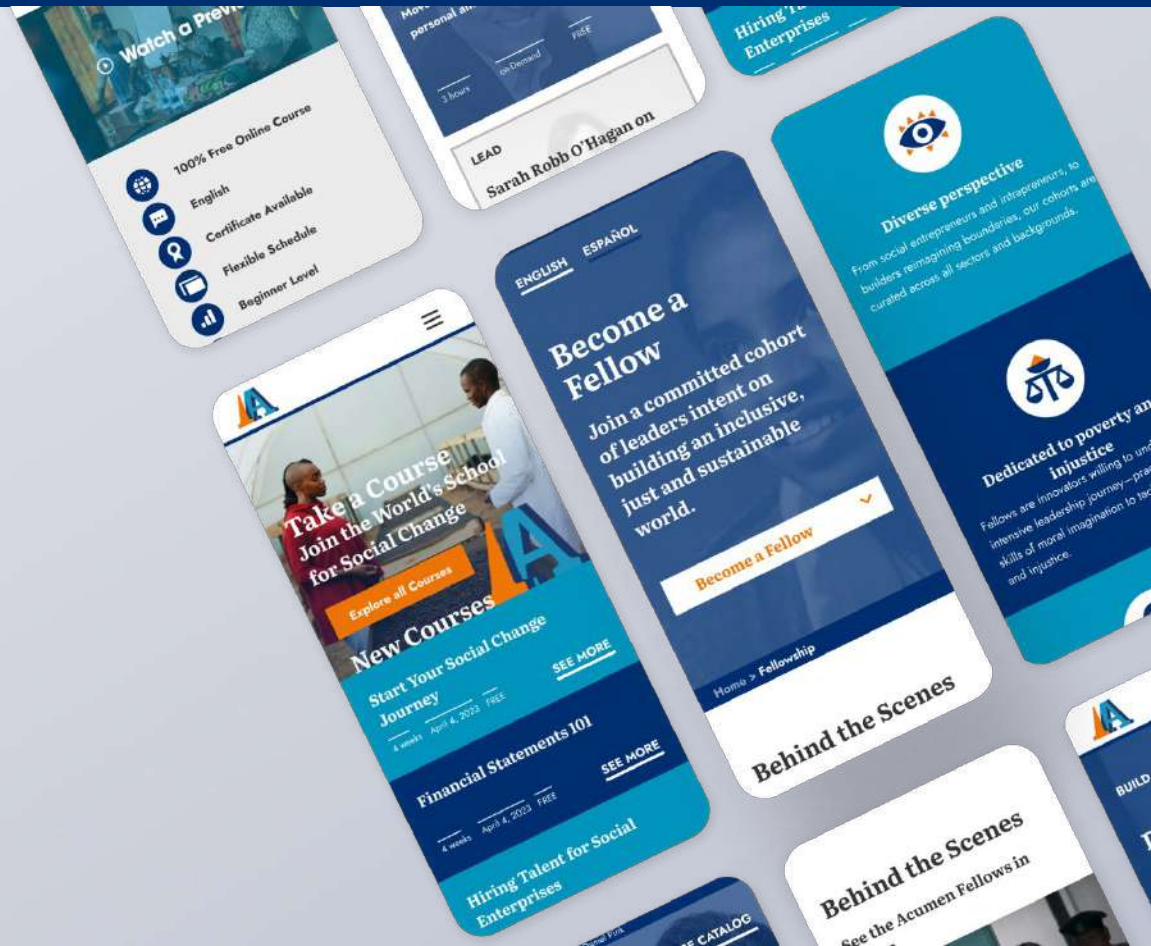 Watch a Preview
100% Free Online Course
English
Certificate Available
Flexible Schedule
Beginner Level
personal
3 hours
on-Demand
FREE
LEAD
Sarah Robb O'Hagan on
Hiring
Enterprises
Take a Course
Join the World's School
for Social Change
Explore all Courses
New Courses
Start Your Social Change
Journey
SEE MORE
4 weeks April 4, 2023 FREE
Financial Statements 101
SEE MORE
4 weeks April 4, 2023 FREE
Hiring Talent for Social
Enterprises
ENGLISH ESPAÑOL
Become a
Fellow
Join a committed cohort
of leaders intent on
building an inclusive,
just and sustainable
world.
Become a Fellow
Home > Fellowship
Behind the Scenes
Diverse perspective
From social entrepreneurs and intrapreneurs, to
builders reimagining boundaries, our cohorts are
curated across all sectors and backgrounds.
Dedicated to poverty an
injustice
Fellows are innovators willing to und
intensive leadership journey—prac
skills of moral imagination to tac
and injustice.
CATALOG
Behind the Scenes
See the Acumen Fellows in
BUILD